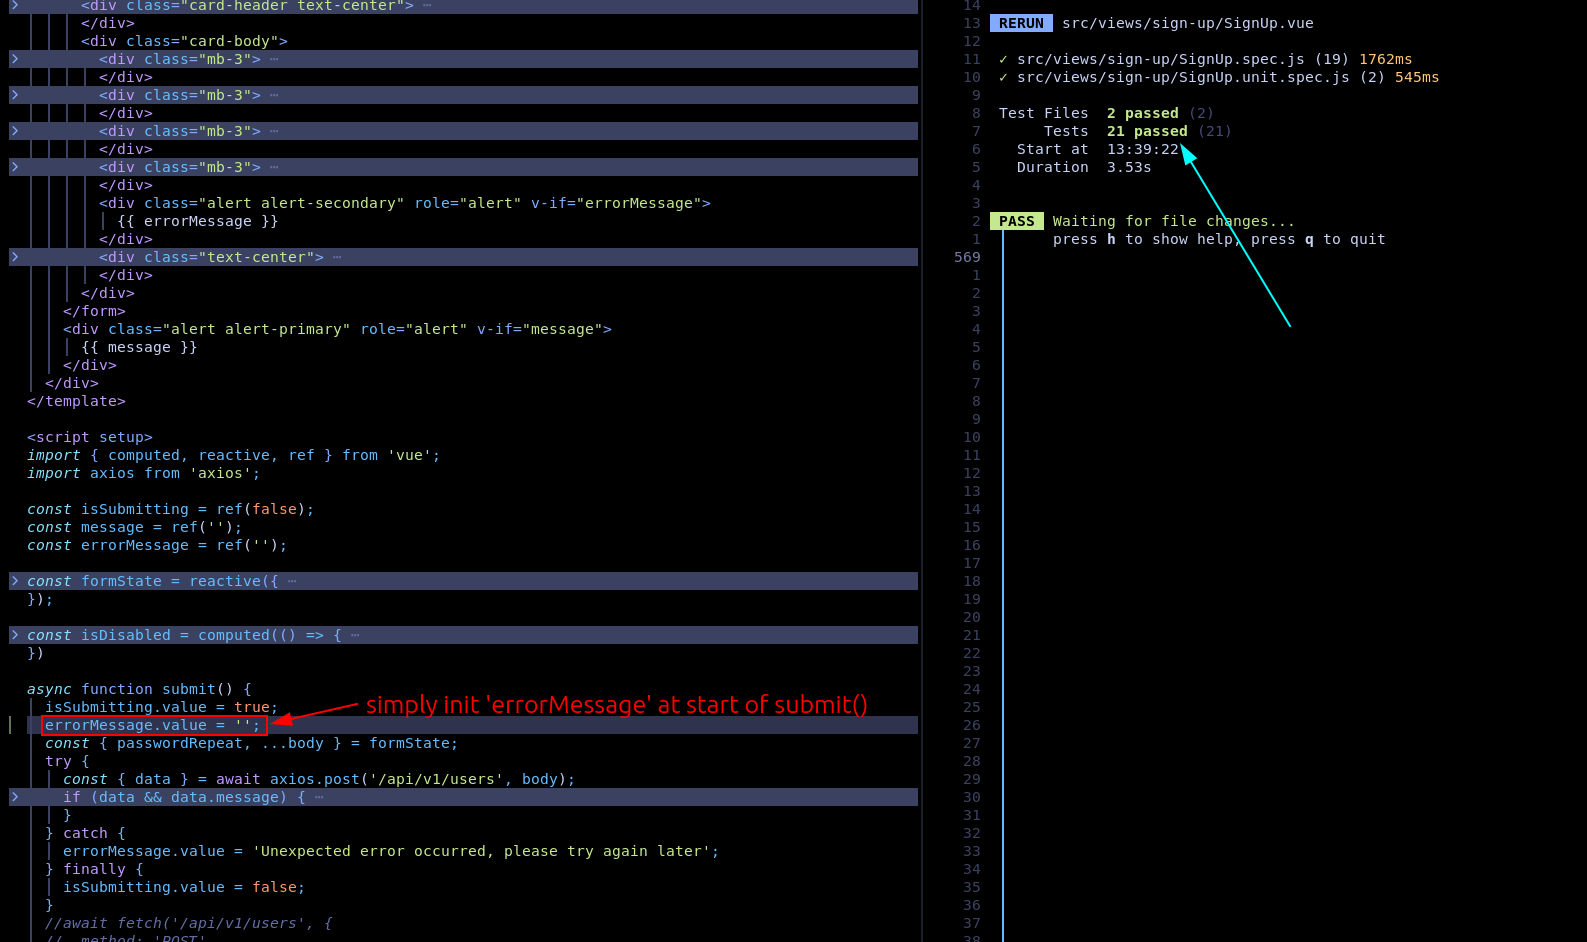 <div class="card-header text-center"> ⋯
</div>
<div class="card-body">
<div class="mb-3"> ⋯
</div>
<div class="mb-3"> ⋯
</div>
<div class="mb-3"> ⋯
</div>
<div class="mb-3"> ⋯
</div>
<div class="alert alert-secondary" role="alert" v-if="errorMessage">
{{ errorMessage }}
</div>
<div class="text-center"> ⋯
</div>
</div>
</form>
<div class="alert alert-primary" role="alert" v-if="message">
{{ message }}
</div>
</div>
</template>
<script setup>
import { computed, reactive, ref } from 'vue';
import axios from 'axios';
const isSubmitting = ref(false);
const message = ref('');
const errorMessage = ref('');
const formState = reactive({ ⋯
});
const isDisabled = computed(() => { ⋯
})
async function submit() {
isSubmitting.value = true;
simply init 'errorMessage' at start of submit()
errorMessage.value = '';
const { passwordRepeat, ...body } = formState;
try {
const { data } = await axios.post('/api/v1/users', body);
if (data && data.message) { ⋯
}
} catch {
errorMessage.value = 'Unexpected error occurred, please try again later';
} finally {
isSubmitting.value = false;
}
//await fetch('/api/v1/users', {
// method: 'POST'
14
13 RERUN src/views/sign-up/SignUp.vue
12
11 ✓ src/views/sign-up/SignUp.spec.js (19) 1762ms
10 ✓ src/views/sign-up/SignUp.unit.spec.js (2) 545ms
9
8 Test Files 2 passed (2)
7 Tests 21 passed (21)
6 Start at 13:39:22
5 Duration 3.53s
4
3
2 PASS Waiting for file changes...
1 press h to show help, press q to quit
569
1
2
3
4
5
6
7
8
9
10
11
12
13
14
15
16
17
18
19
20
21
22
23
24
25
26
27
28
29
30
31
32
33
34
35
36
37
38